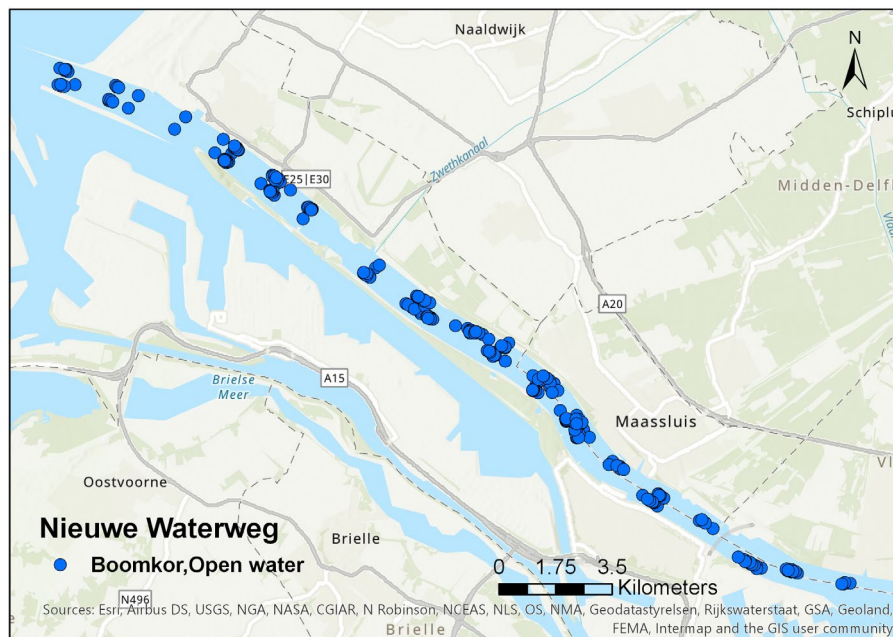 Naaldwijk
N
Schiplu
Zwethkanaal
E25|E30
Midden-Delfl
Vlaa
A20
A15
Brielse
Meer
Maassluis
Vl
Oostvoorne
Nieuwe Waterweg
Brielle
Boomkor,Open water
0 1.75 3.5
Kilometers
N496
Sources: Esri, Airbus DS, USGS, NGA, NASA, CGIAR, N Robinson, NCEAS, NLS, OS, NMA, Geodatastyrelsen, Rijkswaterstaat, GSA, Geoland,
FEMA, Intermap and the GIS user community
Brielle